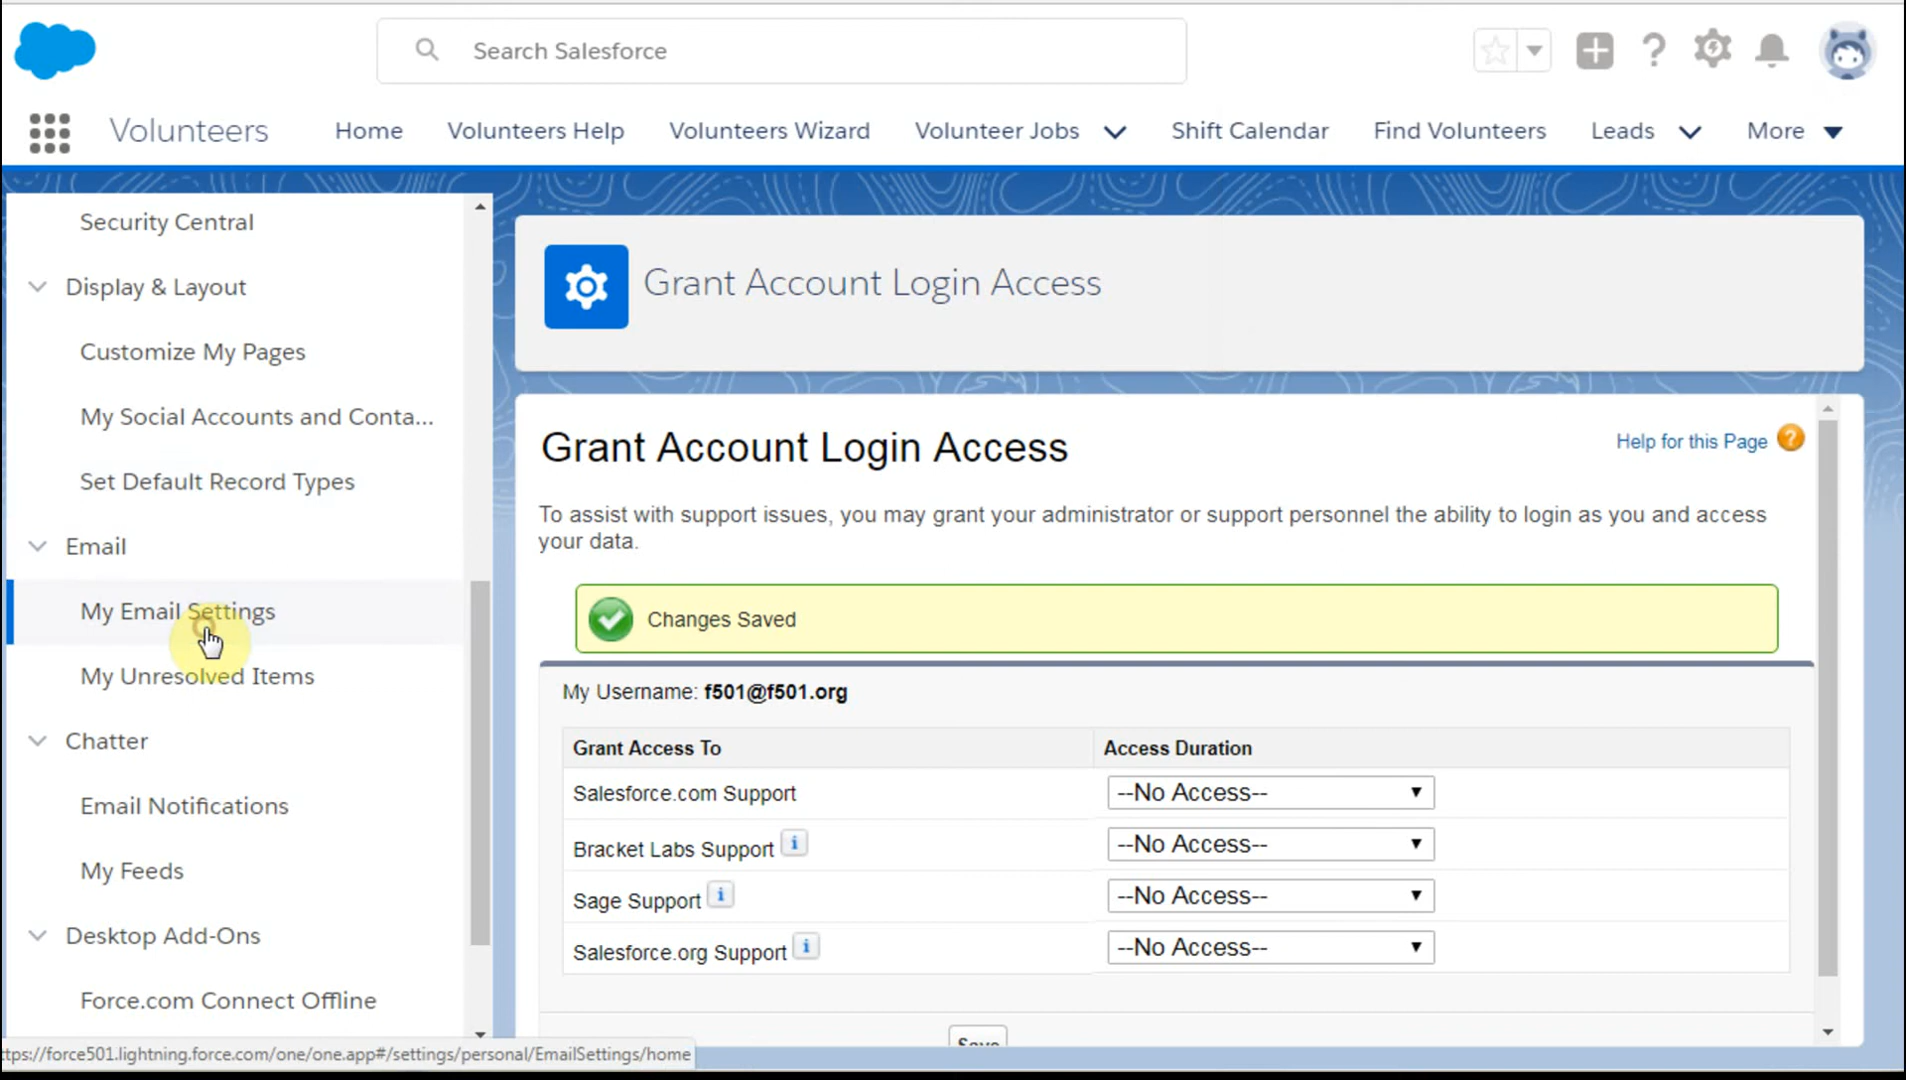 Search Salesforce
Volunteers
Home
Volunteers Help
Volunteers Wizard
Volunteer Jobs
Shift Calendar
Find Volunteers
Leads
More
Security Central
Display & Layout
Customize My Pages
My Social Accounts and Conta...
Set Default Record Types
Email
My Email Settings
My Unresolved Items
Chatter
Email Notifications
My Feeds
Desktop Add-Ons
Force.com Connect Offline
ttps://force501.lightning.force.com/one/one.app#/settings/personal/EmailSettings/home
Grant Account Login Access
Grant Account Login Access
Help for this Page
To assist with support issues, you may grant your administrator or support personnel the ability to login as you and access
your data.
Changes Saved
My Username: f501@f501.org
Grant Access To
Access Duration
Salesforce.com Support
--No Access--
Bracket Labs Support
--No Access--
Sage Support
--No Access--
Salesforce.org Support
--No Access--
Save